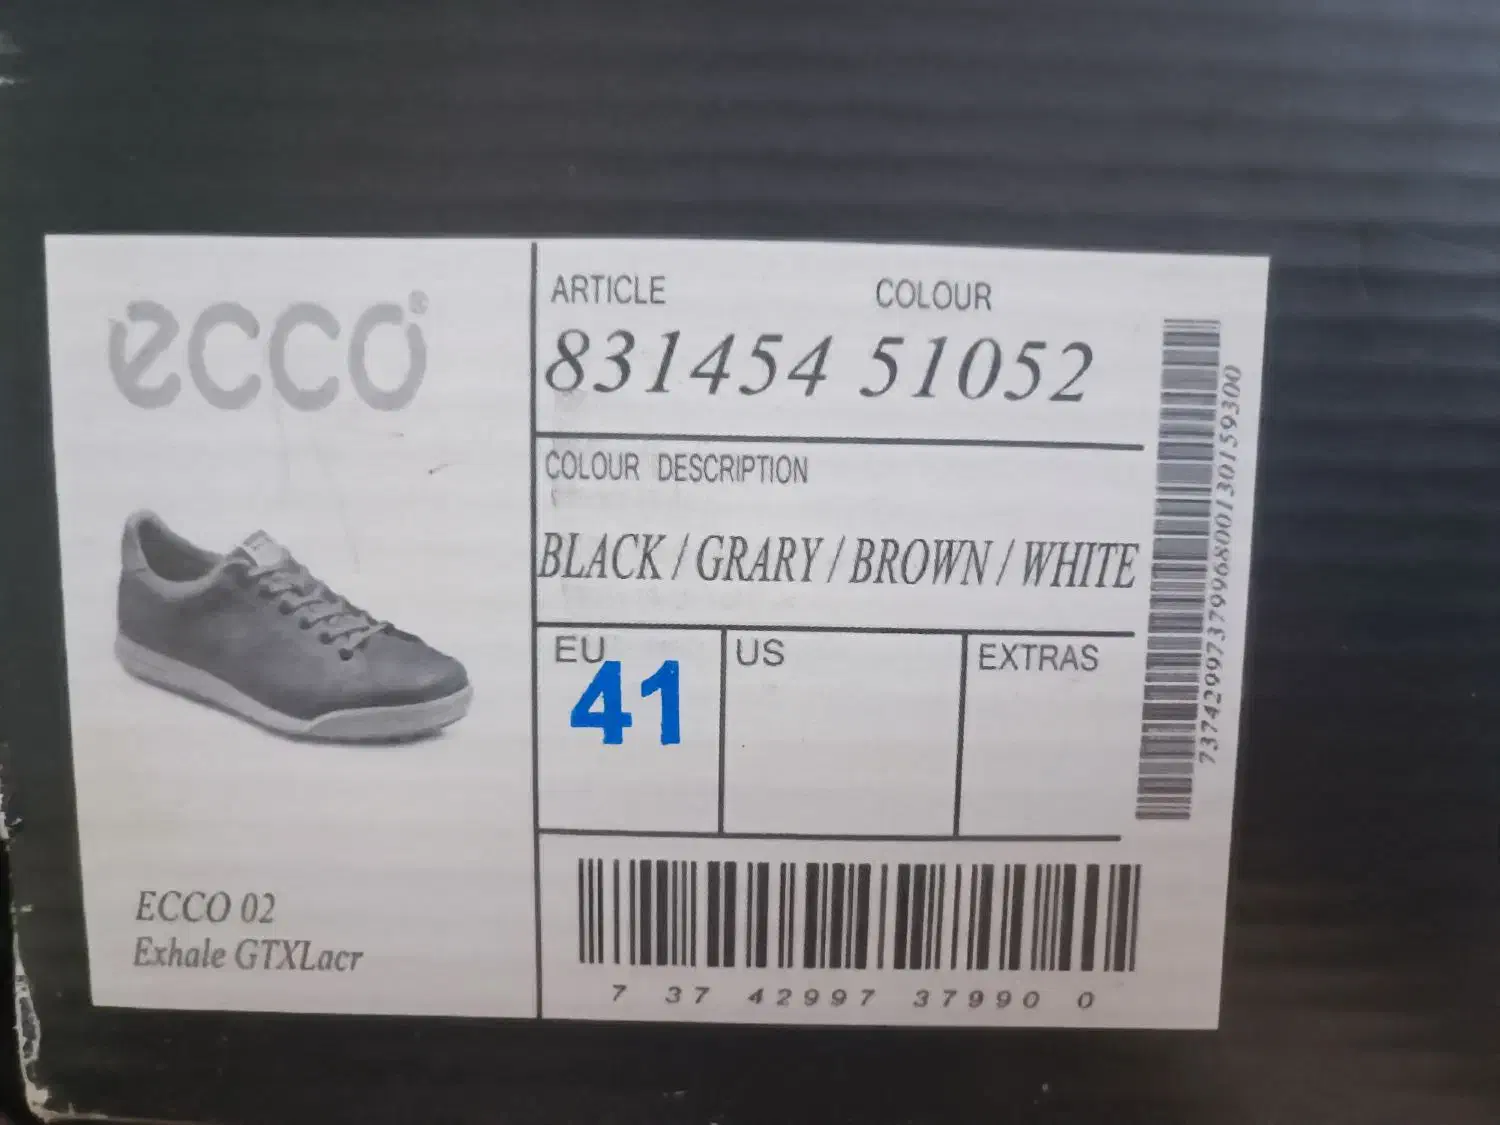 ecco®
ARTICLE
COLOUR
831454 51052
COLOUR DESCRIPTION
BLACK / GRARY / BROWN / WHITE
EU
41
US
EXTRAS
ECCO 02
Exhale GTXLacr
7 37 42997 37990 0
7374299737996800130159300